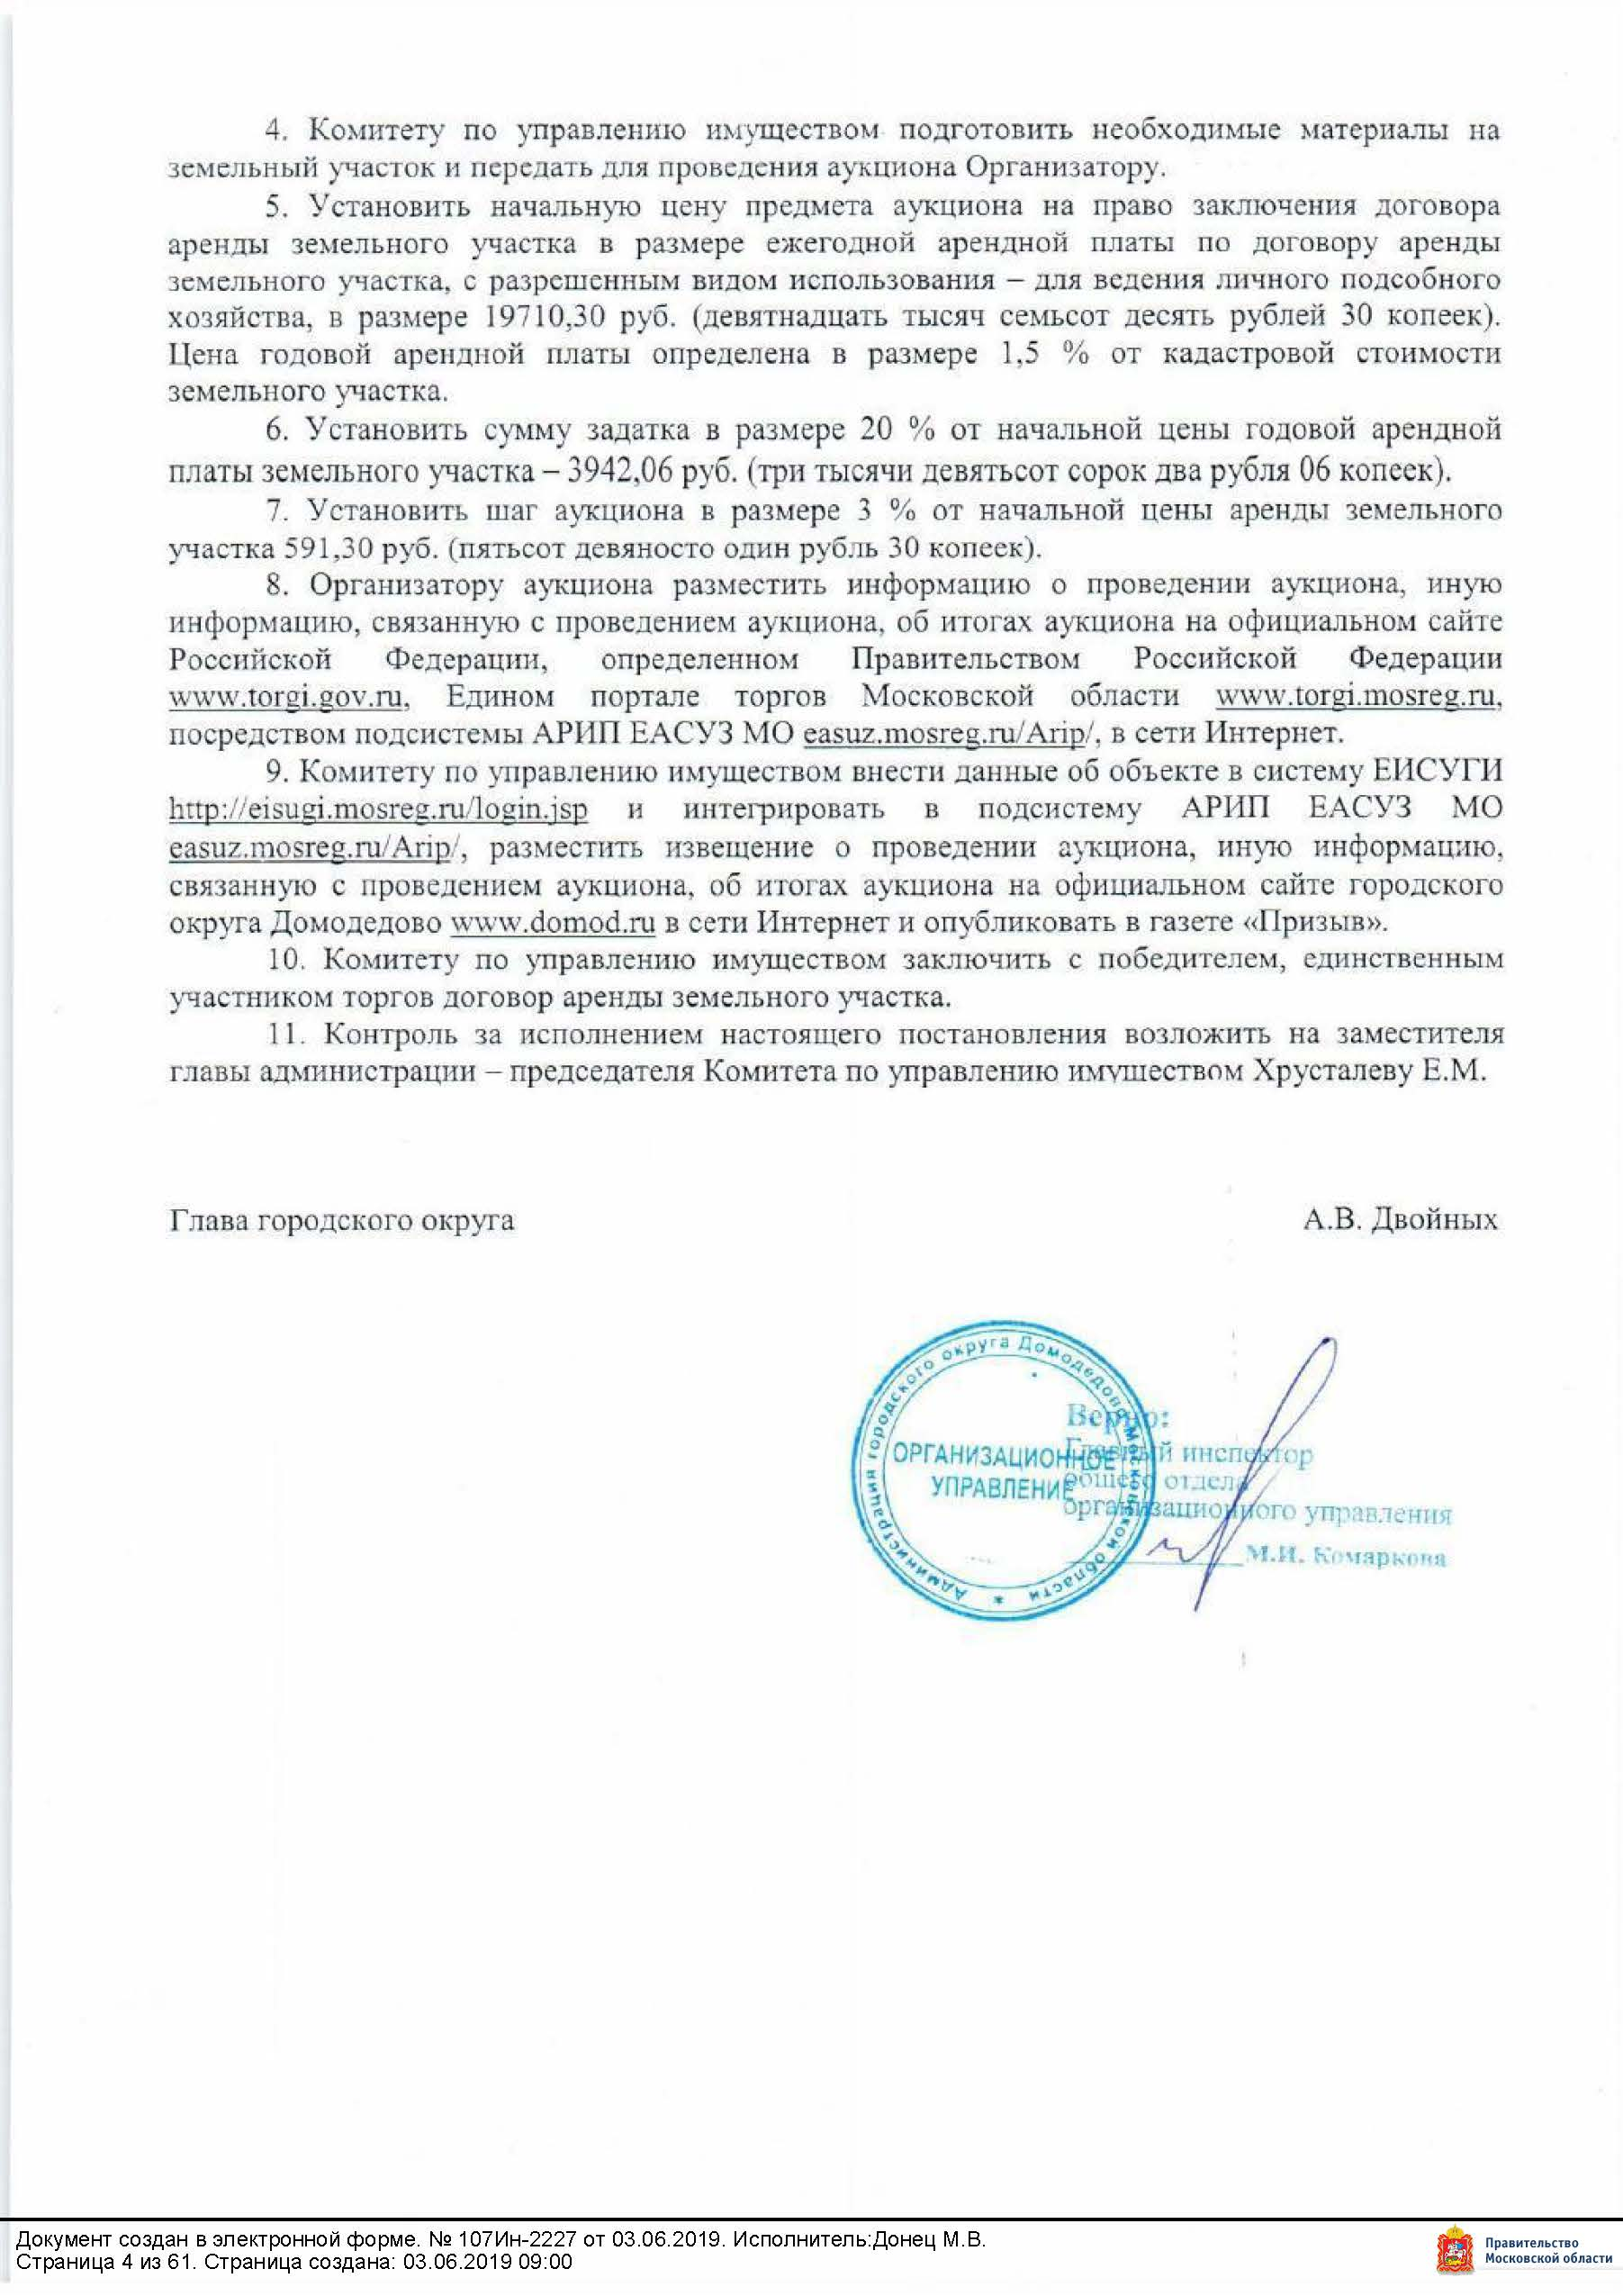 4. Комитету по управлению имуществом подготовить необходимые материалы на
земельный участок и передать для проведения аукциона Организатору.
5. Установить начальную цену предмета аукциона на право заключения договора
аренды земельного участка в размере ежегодной арендной платы по договору аренды
земельного участка, с разрешенным видом использования – для ведения личного подсобного
хозяйства, в размере 19710,30 руб. (девятнадцать тысяч семьсот десять рублей 30 копеек).
Цена годовой арендной платы определена в размере 1,5 % от кадастровой стоимости
земельного участка.
6. Установить сумму задатка в размере 20 % от начальной цены годовой арендной
платы земельного участка – 3942,06 руб. (три тысячи девятьсот сорок два рубля 06 копеек).
7. Установить шаг аукциона в размере 3 % от начальной цены аренды земельного
участка 591,30 руб. (пятьсот девяносто один рубль 30 копеек).
8. Организатору аукциона разместить информацию о проведении аукциона, иную
информацию, связанную с проведением аукциона, об итогах аукциона на официальном сайте
Российской Федерации, определенном Правительством Российской Федерации
www.torgi.gov.ru, Едином портале торгов Московской области www.torgi.mosreg.ru,
посредством подсистемы АРИП ЕАСУЗ МО easuz.mosreg.ru/Arip/, в сети Интернет.
9. Комитету по управлению имуществом внести данные об объекте в систему ЕИСУГИ
http://eisugi.mosreg.ru/login.jsp и интегрировать в подсистему АРИП ЕАСУЗ МО
easuz.mosreg.ru/Arip/, разместить извещение о проведении аукциона, иную информацию,
связанную с проведением аукциона, об итогах аукциона на официальном сайте городского
округа Домодедово www.domod.ru в сети Интернет и опубликовать в газете «Призыв».
10. Комитету по управлению имуществом заключить с победителем, единственным
участником торгов договор аренды земельного участка.
11. Контроль за исполнением настоящего постановления возложить на заместителя
главы администрации – председателя Комитета по управлению имуществом Хрусталеву Е.М.
Глава городского округа А.В. Двойных
Администрация городского округа Домодедово Московской области *
ОРГАНИЗАЦИОННОЕ
УПРАВЛЕНИЕ
Верно:
Главный инспектор
общего отдела
организационного управления
М.И. Комаркова
Документ создан в электронной форме. № 107Ин-2227 от 03.06.2019. Исполнитель:Донец М.В.
Страница 4 из 61. Страница создана: 03.06.2019 09:00
Правительство
Московской области